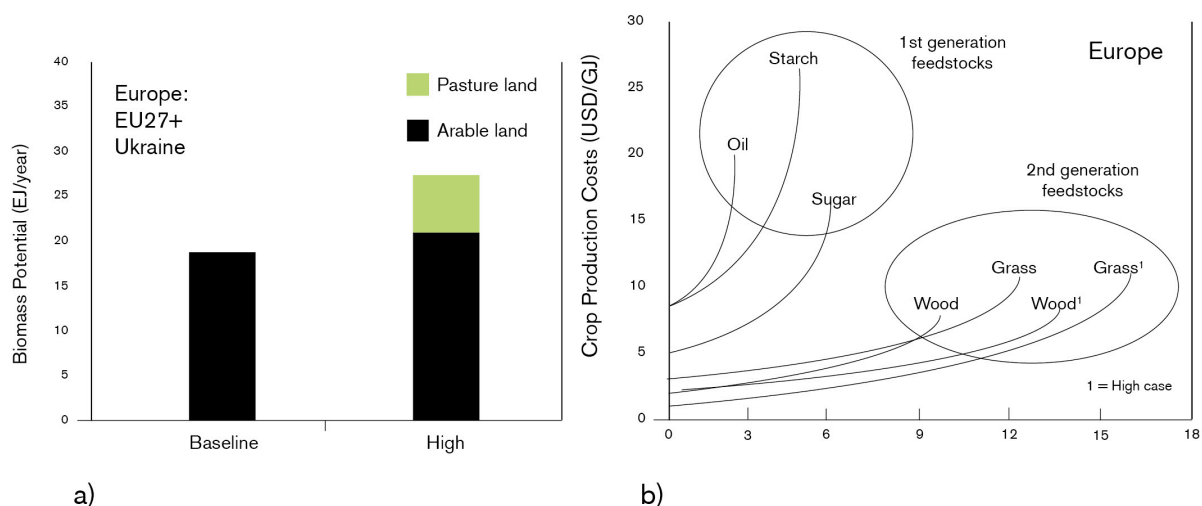 Biomass Potential (EJ/year)
40
35
30
25
20
15
10
5
0
Europe:
EU27+
Ukraine
Pasture land
Arable land
Baseline
High
a)
Crop Production Costs (USD/GJ)
30
25
20
15
10
5
0
Europe
1st generation
feedstocks
Starch
Oil
Sugar
2nd generation
feedstocks
Grass
Grass¹
Wood
Wood¹
1 = High case
0
3
6
9
12
15
18
b)